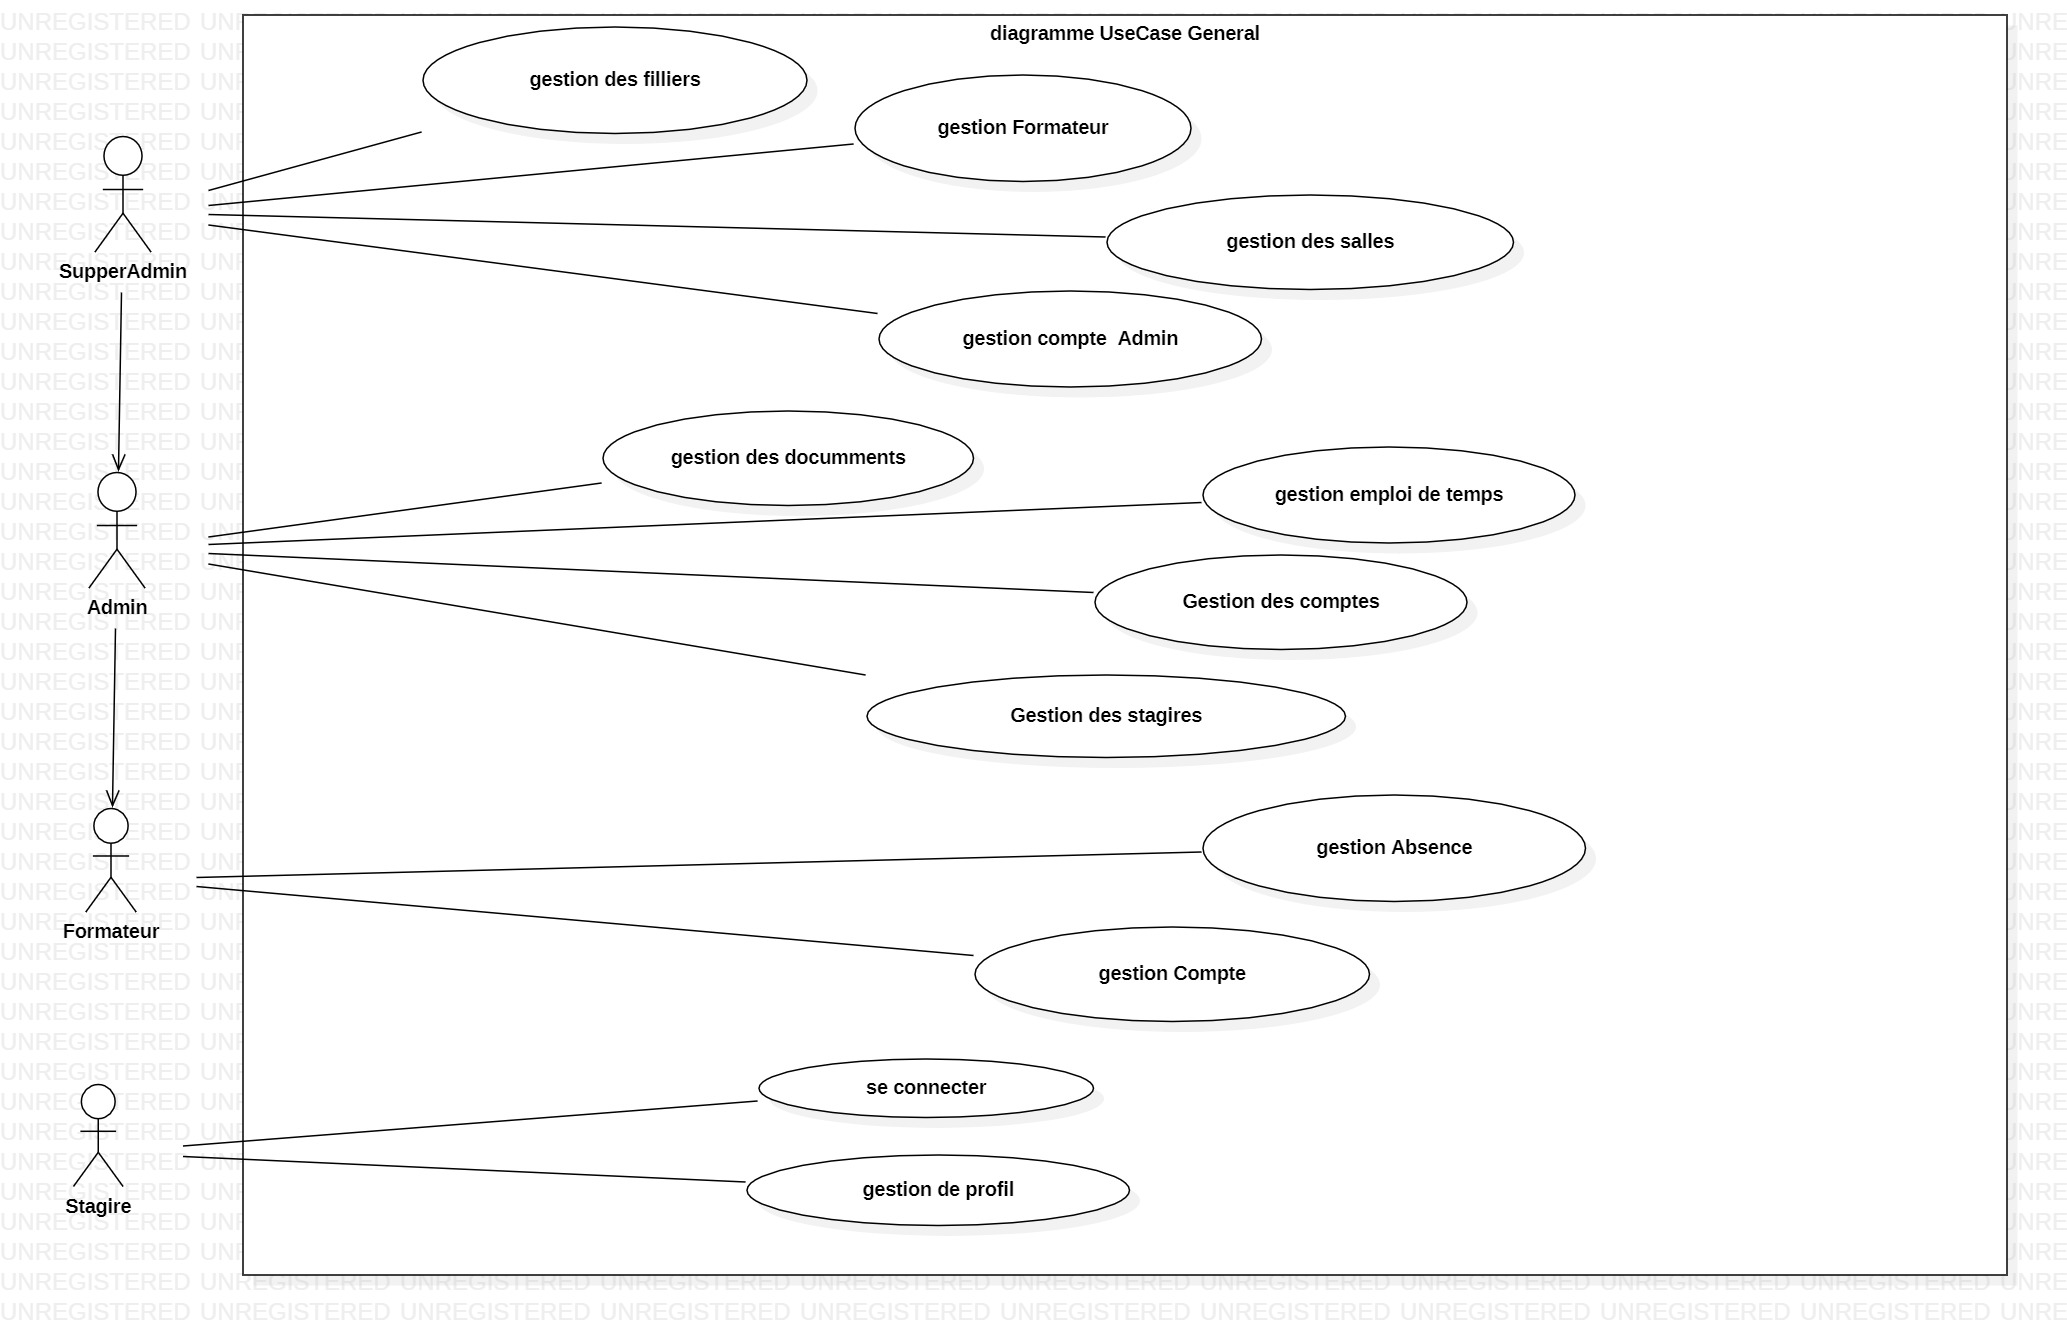 diagramme UseCase General
gestion des filliers
gestion Formateur
gestion des salles
SupperAdmin
gestion compte  Admin
gestion des documments
gestion emploi de temps
Gestion des comptes
Admin
Gestion des stagires
gestion Absence
Formateur
gestion Compte
se connecter
gestion de profil
Stagire
UNREGISTERED UNREGISTERED UNREGISTERED UNREGISTERED UNREGISTERED UNREGISTERED UNREGISTERED UNREGISTERED UNREGISTERED UNREGISTERED